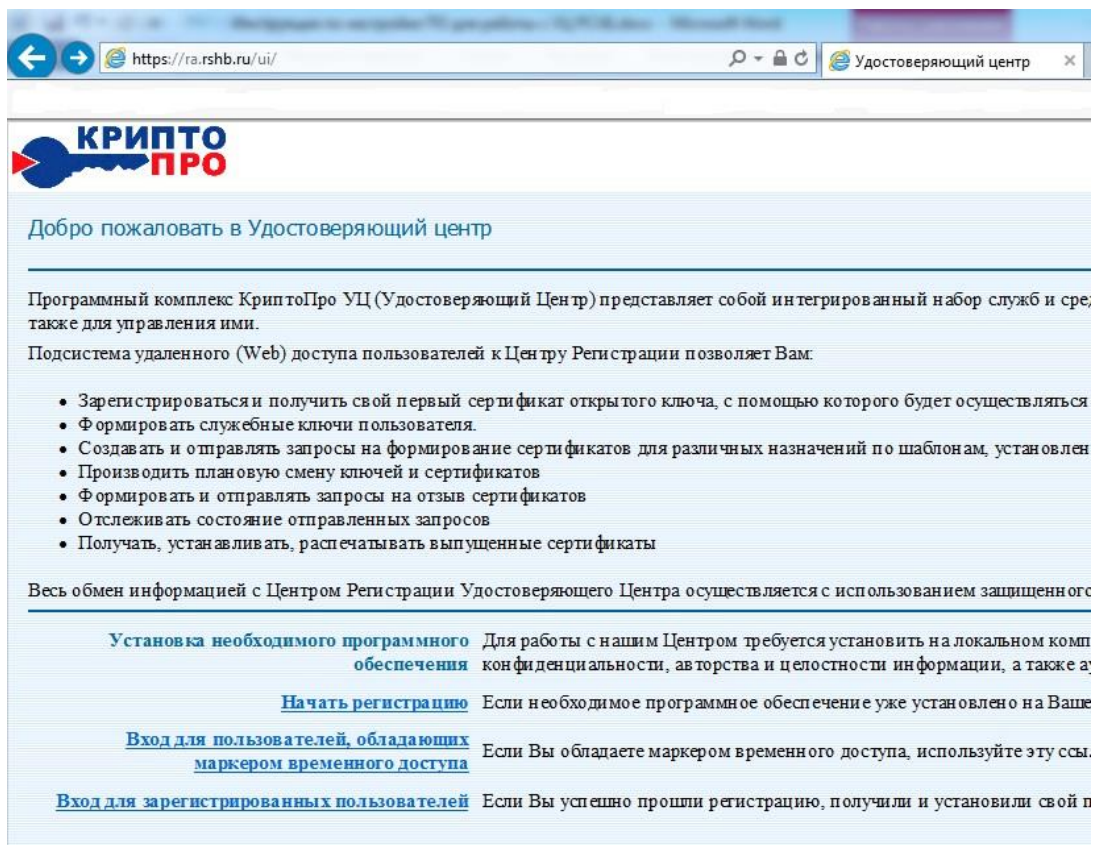 https://ra.rshb.ru/ui/
Удостоверяющий центр
КРИПТО
ПРО
Добро пожаловать в Удостоверяющий центр
Программный комплекс КриптоПро УЦ (Удостоверяющий Центр) представляет собой интегрированный набор служб и сре
также для управления ими.
Подсистема удаленного (Web) доступа пользователей к Центру Регистрации позволяет Вам:
• Зарегистрироваться и получить свой первый сертификат открытого ключа, с помощью которого будет осуществляться
• Формировать служебные ключи пользователя.
• Создавать и отправлять запросы на формирование сертификатов для различных назначений по шаблонам, установлен
• Производить плановую смену ключей и сертификатов
• Формировать и отправлять запросы на отзыв сертификатов
• Отслеживать состояние отправленных запросов
• Получать, устанавливать, распечатывать выпущенные сертификаты
Весь обмен информацией с Центром Регистрации Удостоверяющего Центра осуществляется с использованием защищенного
Установка необходимого программного
обеспечения
Для работы с нашим Центром требуется установить на локальном комп
конфиденциальности, авторства и целостности информации, а также а
Начать регистрацию
Если необходимое программное обеспечение уже установлено на Ваше
Вход для пользователей, обладающих
маркером временного доступа
Если Вы обладаете маркером временного доступа, используйте эту ссы
Вход для зарегистрированных пользователей
Если Вы успешно прошли регистрацию, получили и установили свой п